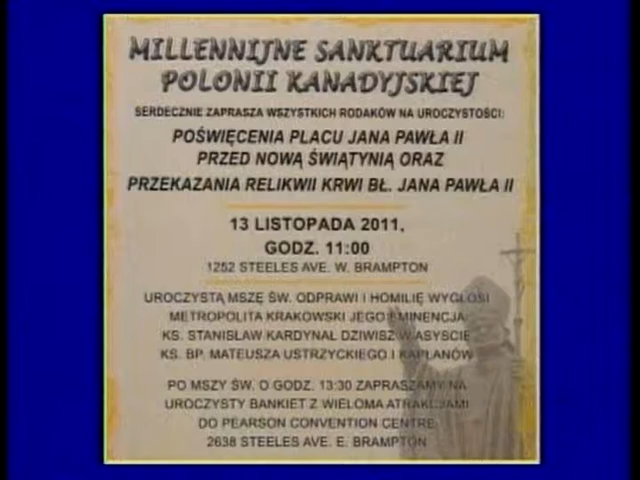 MILLENNIJNE SANKTUARIUM
POLONII KANADYJSKIEJ
SERDECZNIE ZAPRASZA WSZYSTKICH RODAKÓW NA UROCZYSTOŚCI:
POŚWIĘCENIA PLACU JANA PAWŁA II
PRZED NOWĄ ŚWIĄTYNIĄ ORAZ
PRZEKAZANIA RELIKWII KRWI BŁ. JANA PAWŁA II
13 LISTOPADA 2011,
GODZ. 11:00
1252 STEELES AVE. W. BRAMPTON
UROCZYSTĄ MSZĘ ŚW. ODPRAWI I HOMILIĘ WYGŁOSI
METROPOLITA KRAKOWSKI JEGO EMINENCJA
KS. STANISŁAW KARDYNAŁ DZIWISZ W ASYŚCIE
KS. BP. MATEUSZA USTRZYCKIEGO I KAPŁANÓW
PO MSZY ŚW. O GODZ. 13:30 ZAPRASZAMY NA
UROCZYSTY BANKIET Z WIELOMA ATRAKCJAMI
DO PEARSON CONVENTION CENTRE
2638 STEELES AVE. E. BRAMPTON